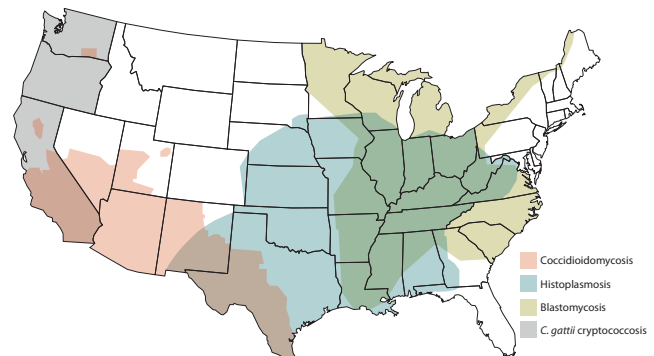 Coccidioidomycosis
Histoplasmosis
Blastomycosis
C. gattii cryptococcosis